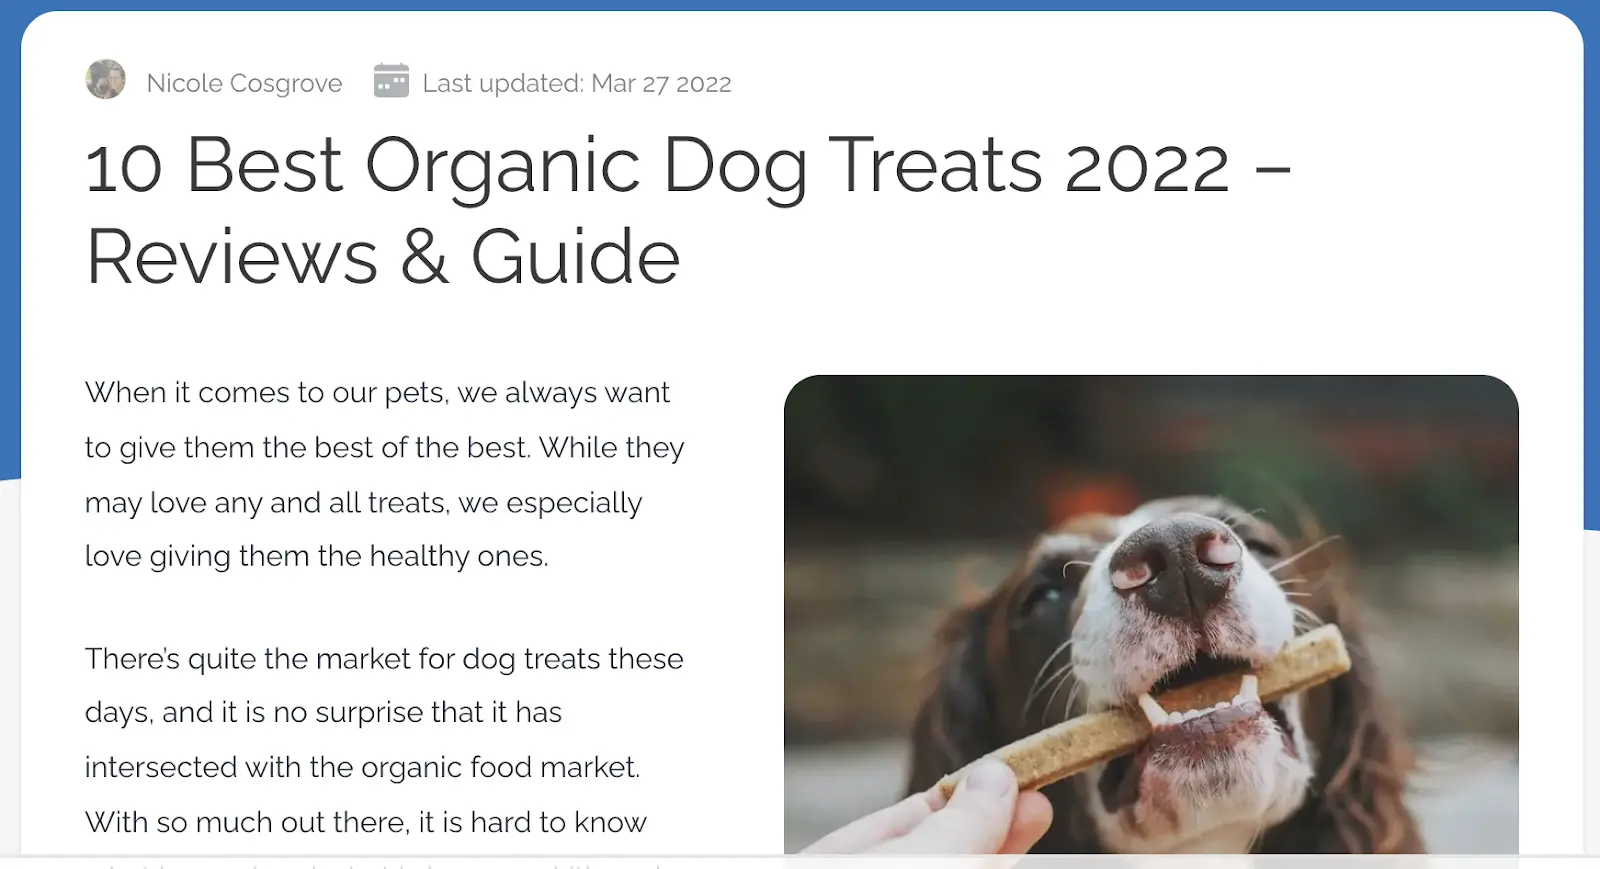 Nicole Cosgrove Last updated: Mar 27 2022
10 Best Organic Dog Treats 2022 –
Reviews & Guide
When it comes to our pets, we always want
to give them the best of the best. While they
may love any and all treats, we especially
love giving them the healthy ones.
There’s quite the market for dog treats these
days, and it is no surprise that it has
intersected with the organic food market.
With so much out there, it is hard to know